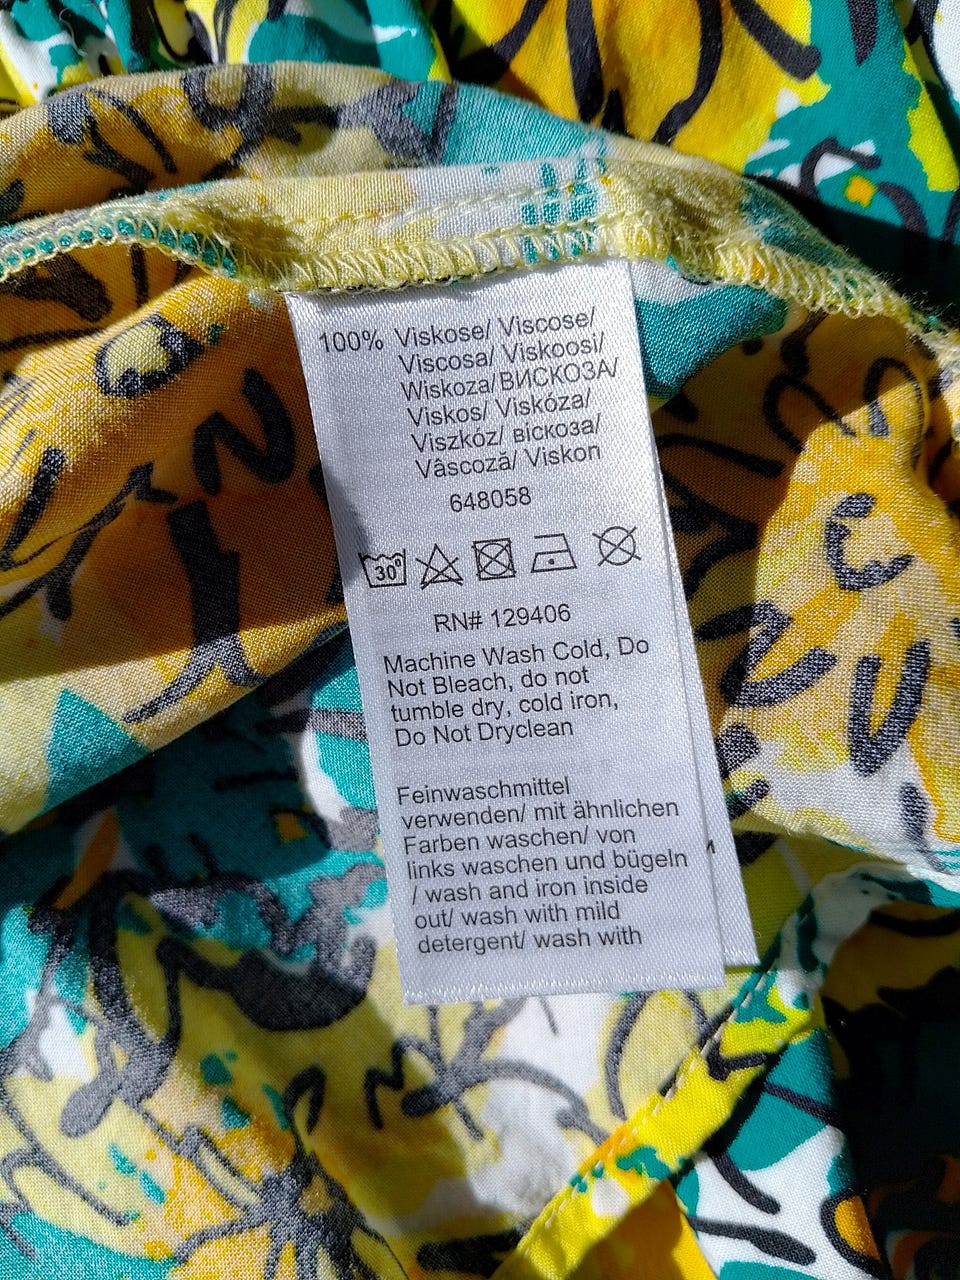 100% Viskose/ Viscose/
Viscosa/ Viskoosi/
Wiskoza/ВИСКОЗА/
Viskos/ Viskóza/
Viszkóz/ віскоза/
Vâscoză/ Viskon
648058
30°
RN# 129406
Machine Wash Cold, Do
Not Bleach, do not
tumble dry, cold iron,
Do Not Dryclean
Feinwaschmittel
verwenden/ mit ähnlichen
Farben waschen/ von
links waschen und bügeln
/ wash and iron inside
out/ wash with mild
detergent/ wash with